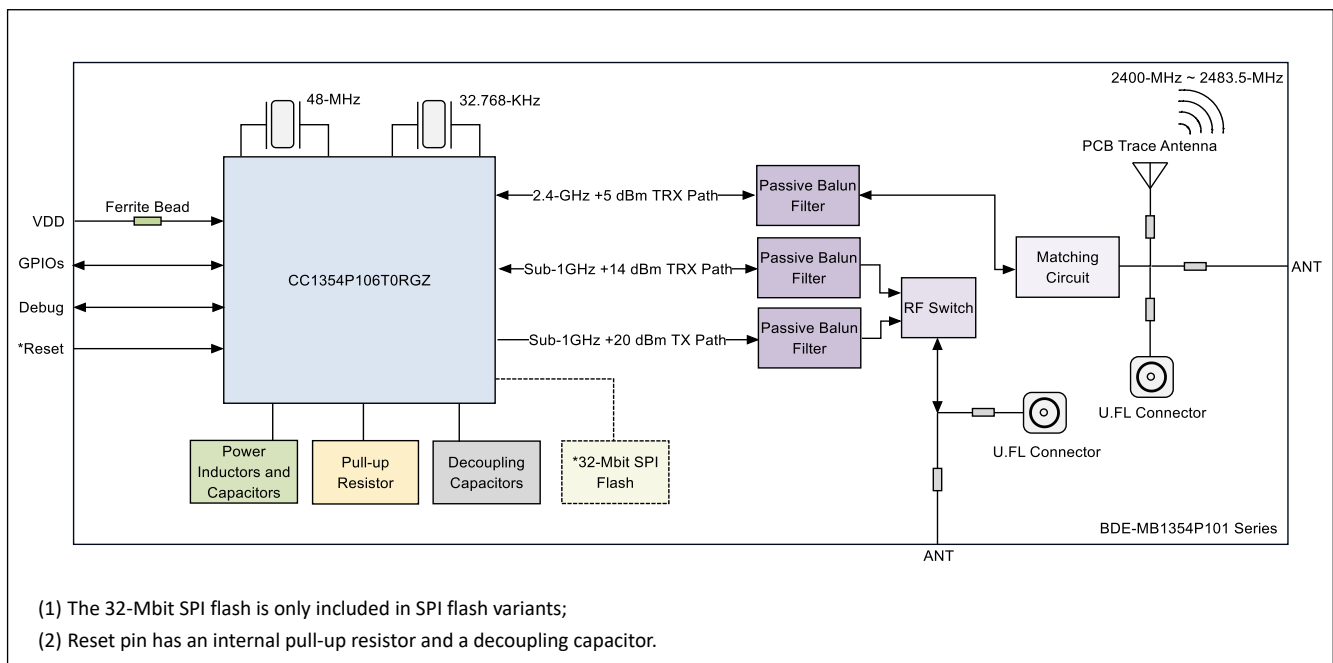 2400-MHz ~ 2483.5-MHz
48-MHz
32.768-KHz
PCB Trace Antenna
Ferrite Bead
VDD
GPIOs
Debug
*Reset
CC1354P106T0RGZ
2.4-GHz +5 dBm TRX Path
Sub-1GHz +14 dBm TRX Path
Sub-1GHz +20 dBm TX Path
Passive Balun
Filter
Passive Balun
Filter
Passive Balun
Filter
RF Switch
Matching
Circuit
ANT
U.FL Connector
U.FL Connector
Power
Inductors and
Capacitors
Pull-up
Resistor
Decoupling
Capacitors
*32-Mbit SPI
Flash
BDE-MB1354P101 Series
ANT
(1) The 32-Mbit SPI flash is only included in SPI flash variants;
(2) Reset pin has an internal pull-up resistor and a decoupling capacitor.